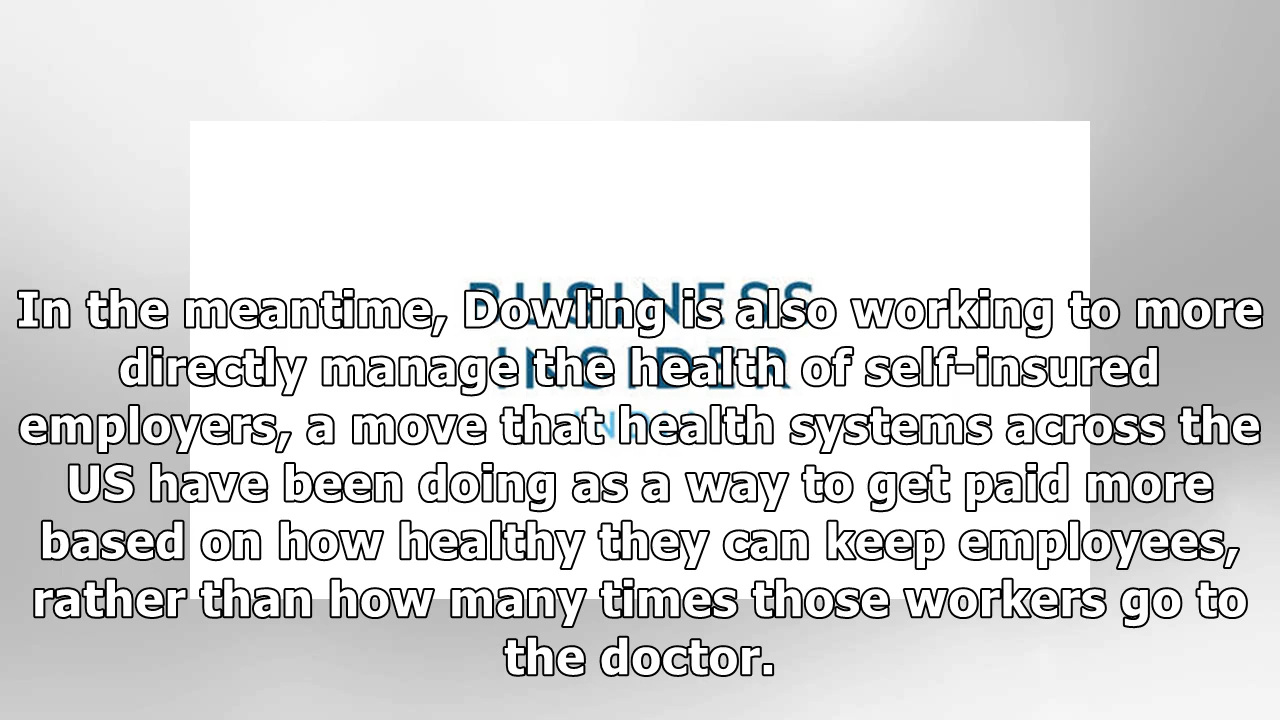 BUSINESS
INSIDER
In the meantime, Dowling is also working to more
directly manage the health of self-insured
employers, a move that health systems across the
US have been doing as a way to get paid more
based on how healthy they can keep employees,
rather than how many times those workers go to
the doctor.